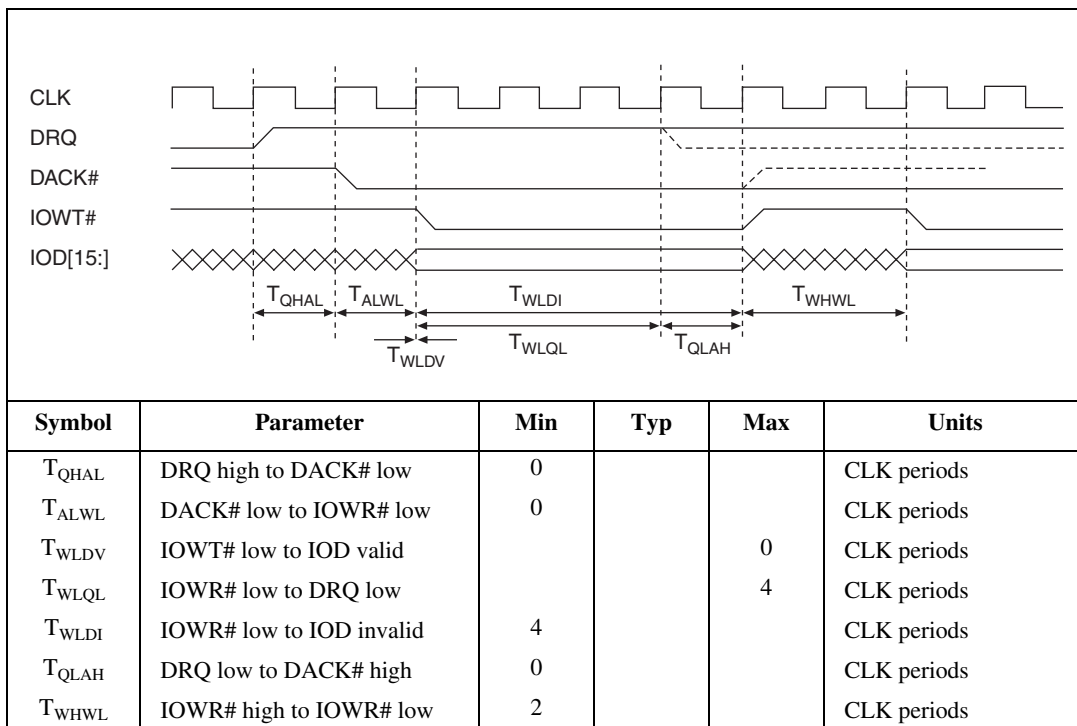 CLK
DRQ
DACK#
IOWT#
IOD[15:]
TQHAL TALWL TWLDI TWHWL
TWLDV TWLQL TQLAH
Symbol Parameter Min Typ Max Units
TQHAL DRQ high to DACK# low 0 CLK periods
TALWL DACK# low to IOWR# low 0 CLK periods
TWLDV IOWT# low to IOD valid 0 CLK periods
TWLQL IOWR# low to DRQ low 4 CLK periods
TWLDI IOWR# low to IOD invalid 4 CLK periods
TQLAH DRQ low to DACK# high 0 CLK periods
TWHWL IOWR# high to IOWR# low 2 CLK periods